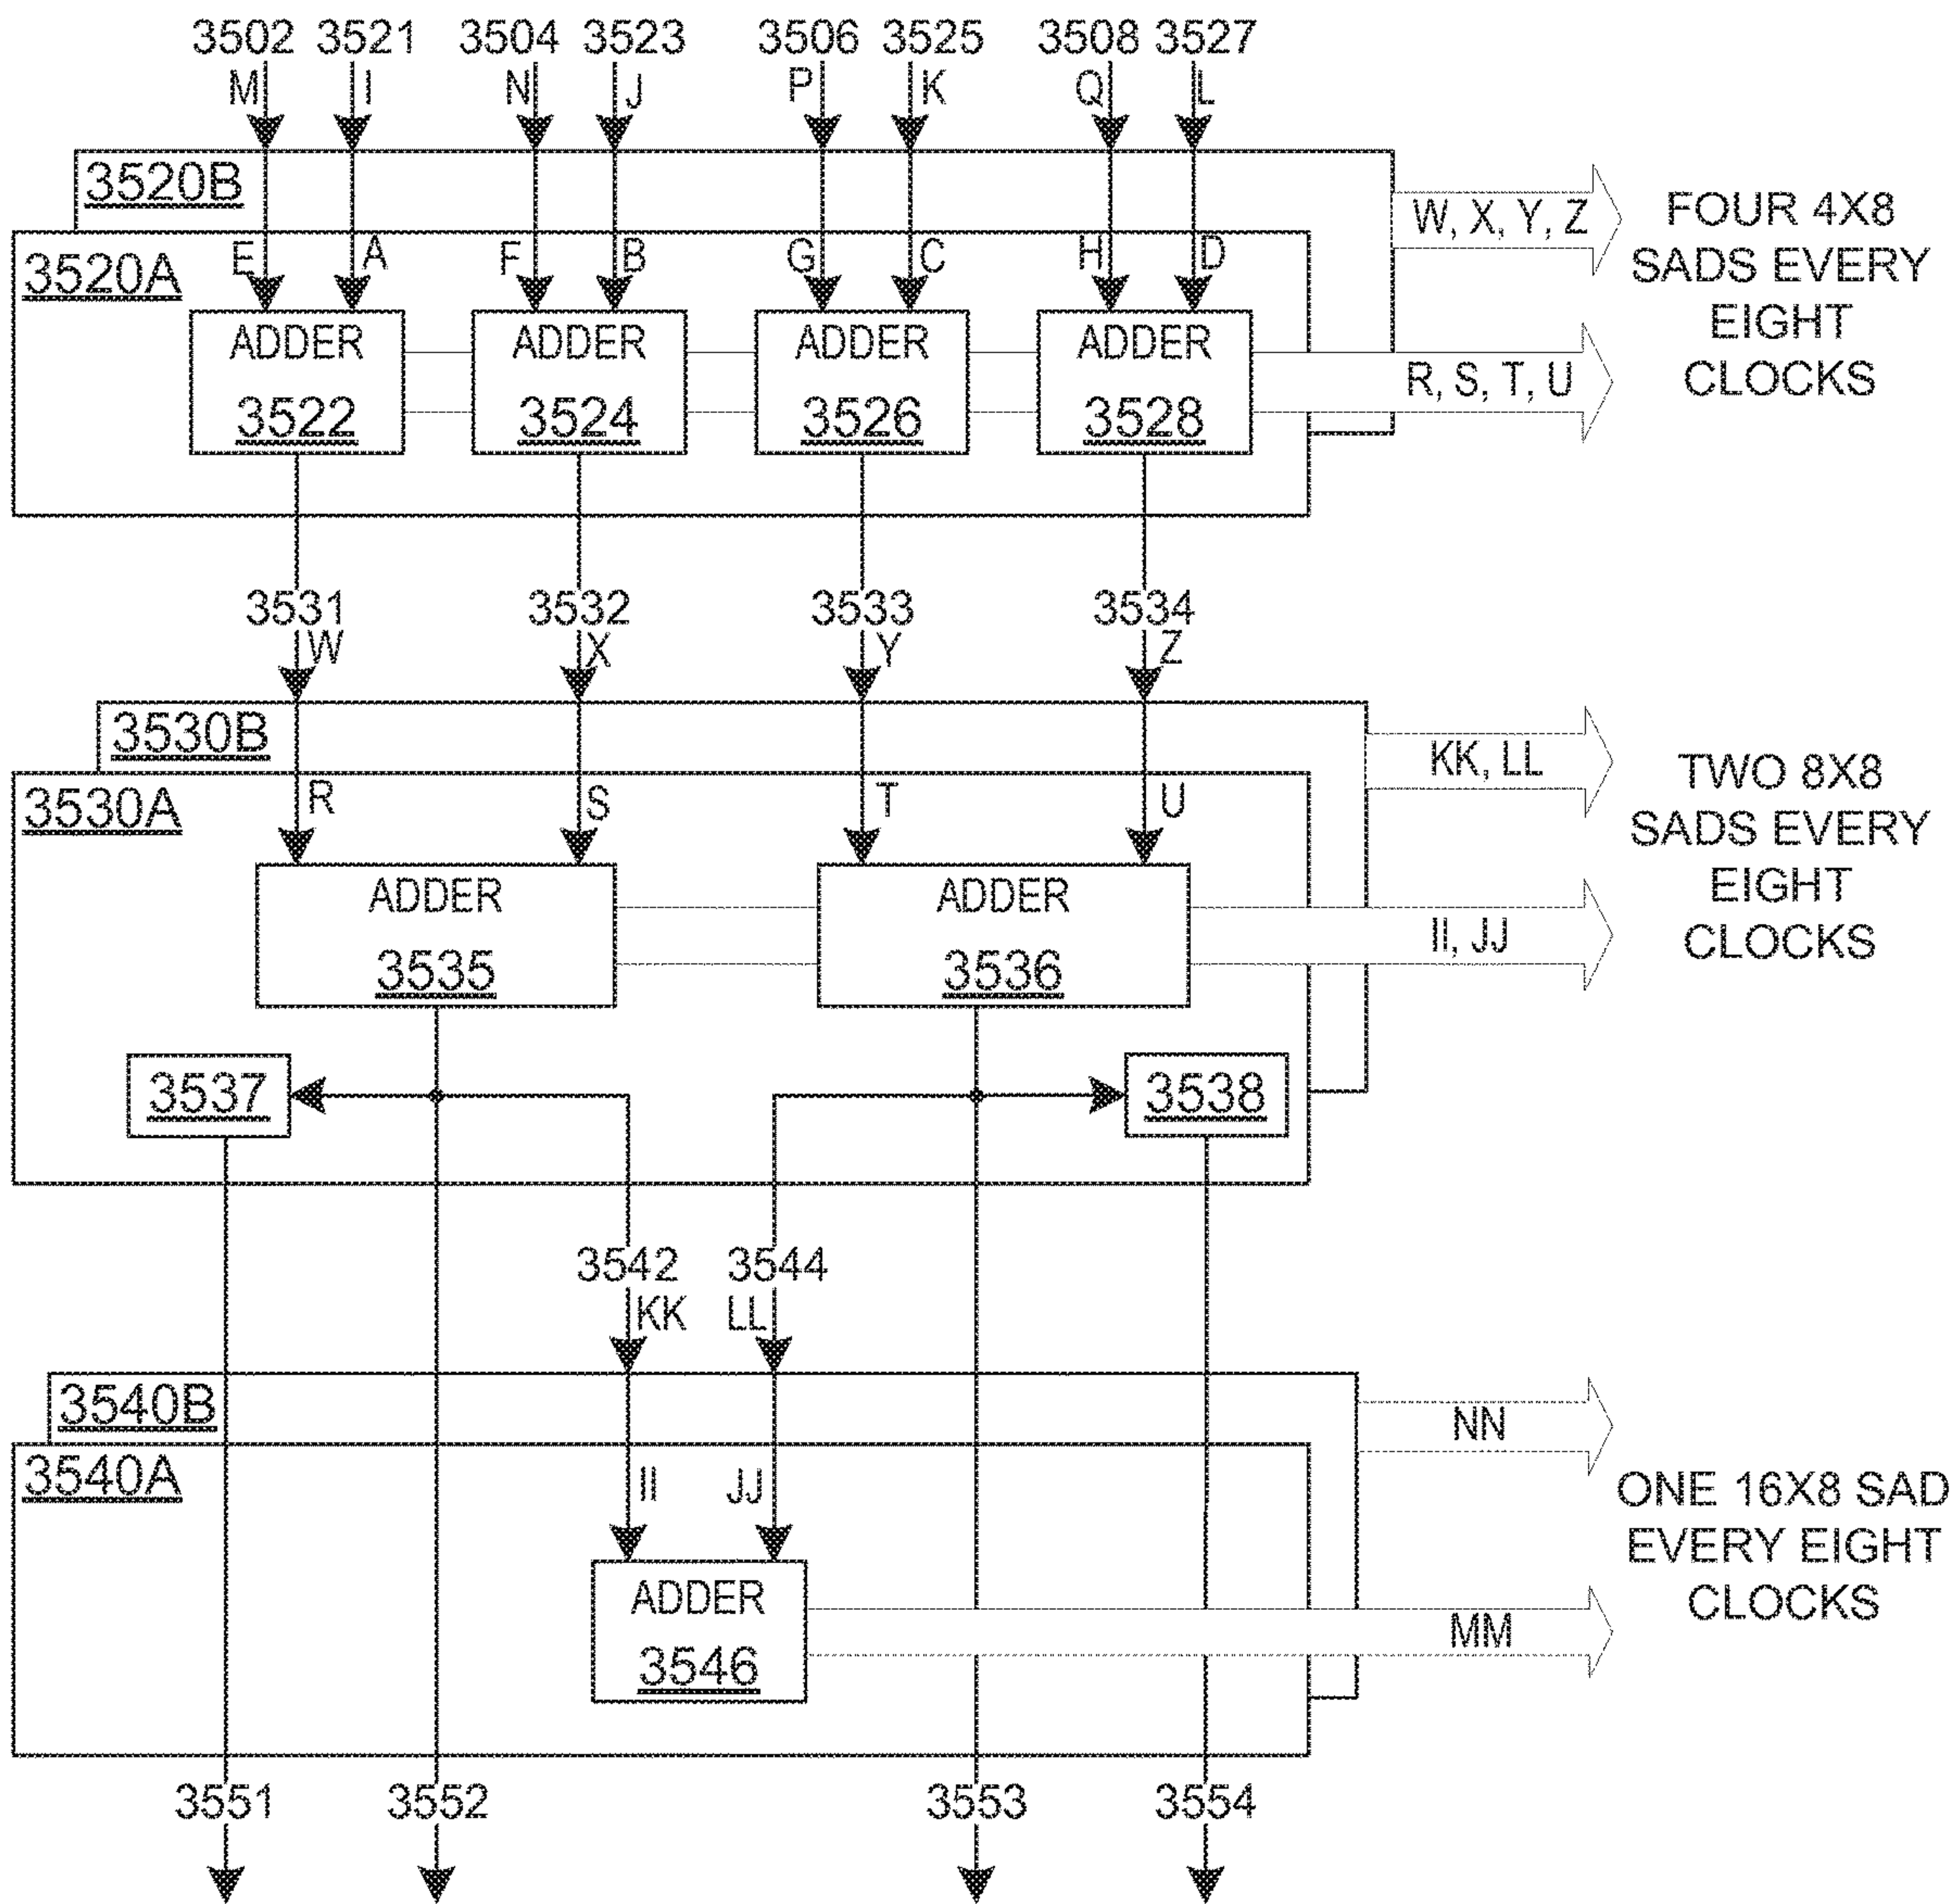 3502 3521 3504 3523 3506 3525 3508 3527
M I N J P K Q L
3520B
W, X, Y, Z
FOUR 4X8
SADS EVERY
EIGHT
CLOCKS
3520A
E A F B G C H D
ADDER ADDER ADDER ADDER
3522 3524 3526 3528
R, S, T, U
3531 3532 3533 3534
W X Y Z
3530B
KK, LL
TWO 8X8
SADS EVERY
EIGHT
CLOCKS
3530A
R S T U
ADDER ADDER
3535 3536
II, JJ
3537 3538
3542 3544
KK LL
3540B
NN
ONE 16X8 SAD
EVERY EIGHT
CLOCKS
3540A
II JJ
ADDER
3546
MM
3551 3552 3553 3554